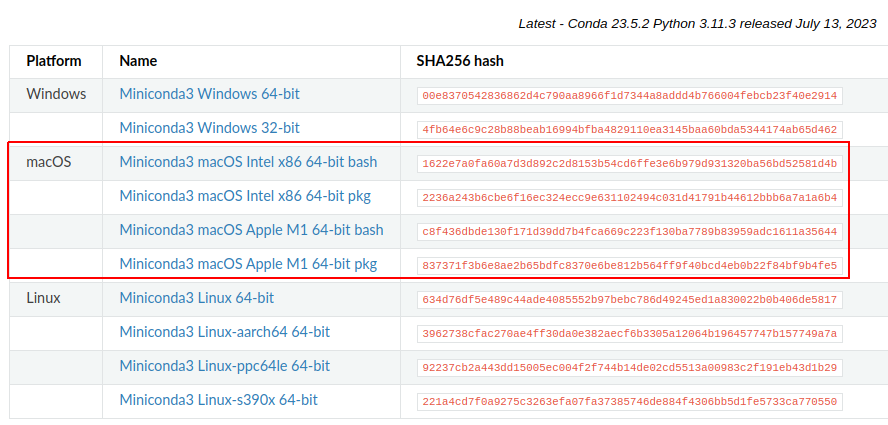 Latest - Conda 23.5.2 Python 3.11.3 released July 13, 2023
Platform Name SHA256 hash
Windows Miniconda3 Windows 64-bit 00e8370542836862d4c790aa8966f1d7344a8addd4b766004febcb23f40e2914
Miniconda3 Windows 32-bit 4fb64e6c9c28b88beab16994bfba4829110ea3145baa60bda5344174ab65d462
macOS Miniconda3 macOS Intel x86 64-bit bash 1622e7a0fa60a7d3d892c2d8153b54cd6ffe3e6b979d931320ba56bd52581d4b
Miniconda3 macOS Intel x86 64-bit pkg 2236a243b6cbe6f16ec324ecc9e631102494c031d41791b44612bbb6a7a1a6b4
Miniconda3 macOS Apple M1 64-bit bash c8f436dbde130f171d39dd7b4fca669c223f130ba7789b83959adc1611a35644
Miniconda3 macOS Apple M1 64-bit pkg 837371f3b6e8ae2b65bdfc8370e6be812b564ff9f40bcd4eb0b22f84bf9b4fe5
Linux Miniconda3 Linux 64-bit 634d76df5e489c44ade4085552b97bebc786d49245ed1a830022b0b406de5817
Miniconda3 Linux-aarch64 64-bit 3962738cfac270ae4ff30da0e382aecf6b3305a12064b196457747b157749a7a
Miniconda3 Linux-ppc64le 64-bit 92237cb2a443dd15005ec004f2f744b14de02cd5513a00983c2f191eb43d1b29
Miniconda3 Linux-s390x 64-bit 221a4cd7f0a9275c3263efa07fa37385746de884f4306bb5d1fe5733ca770550